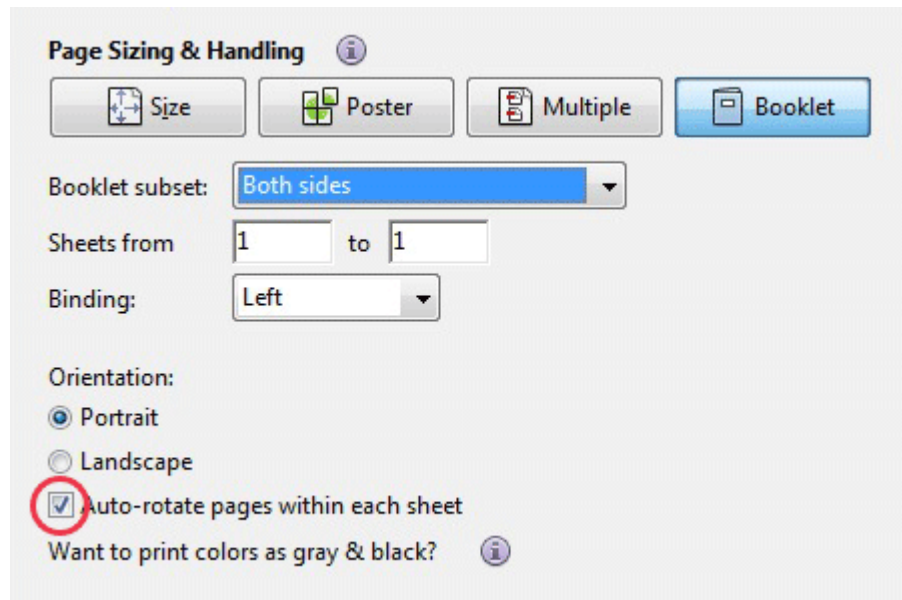 Page Sizing & Handling
Size Poster Multiple Booklet
Booklet subset: Both sides
Sheets from 1 to 1
Binding: Left
Orientation:
Portrait
Landscape
Auto-rotate pages within each sheet
Want to print colors as gray & black?